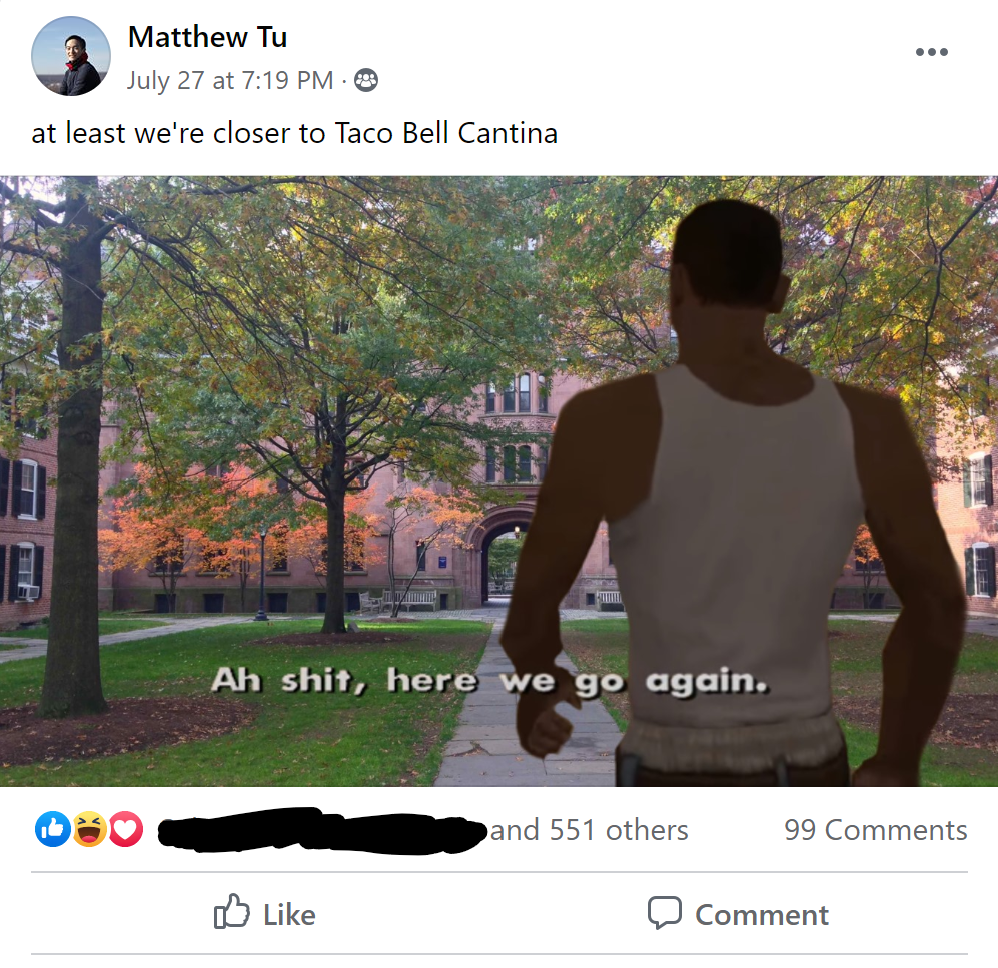 Matthew Tu
July 27 at 7:19 PM ·
at least we're closer to Taco Bell Cantina
Ah shit, here we go again.
and 551 others
99 Comments
Like
Comment